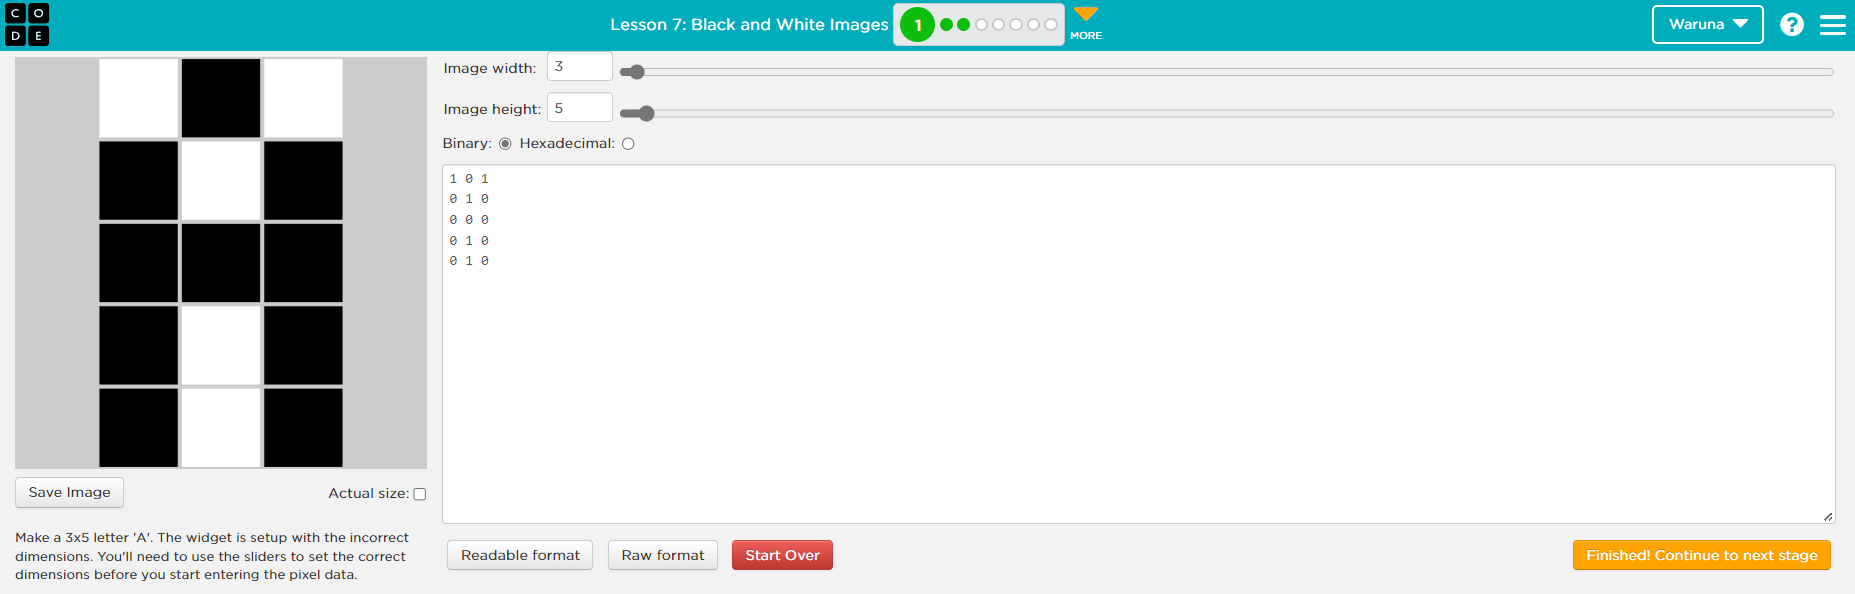 C O
D E
Lesson 7: Black and White Images
1
MORE
Waruna
?
Image width: 3
Image height: 5
Binary: Hexadecimal:
1 0 1
0 1 0
0 0 0
0 1 0
0 1 0
Save Image
Actual size:
Make a 3x5 letter 'A'. The widget is setup with the incorrect
dimensions. You'll need to use the sliders to set the correct
dimensions before you start entering the pixel data.
Readable format
Raw format
Start Over
Finished! Continue to next stage